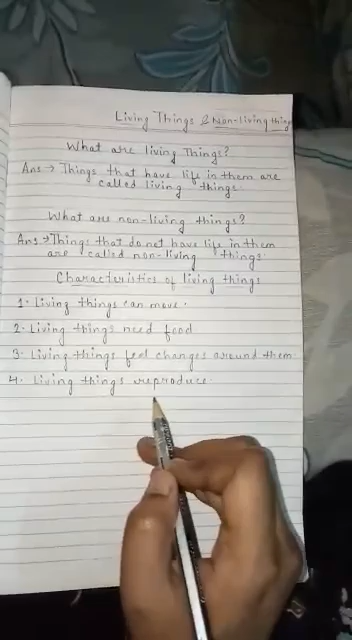 Living Things & Non-living things
What are living Things?
Ans → Things that have life in them are
called living things.
What are non-living things?
Ans → Things that do not have life in them
are called non-living things.
Characteristics of living things
1. Living things can move.
2. Living things need food
3. Living things feel changes around them
4. Living things reproduce.